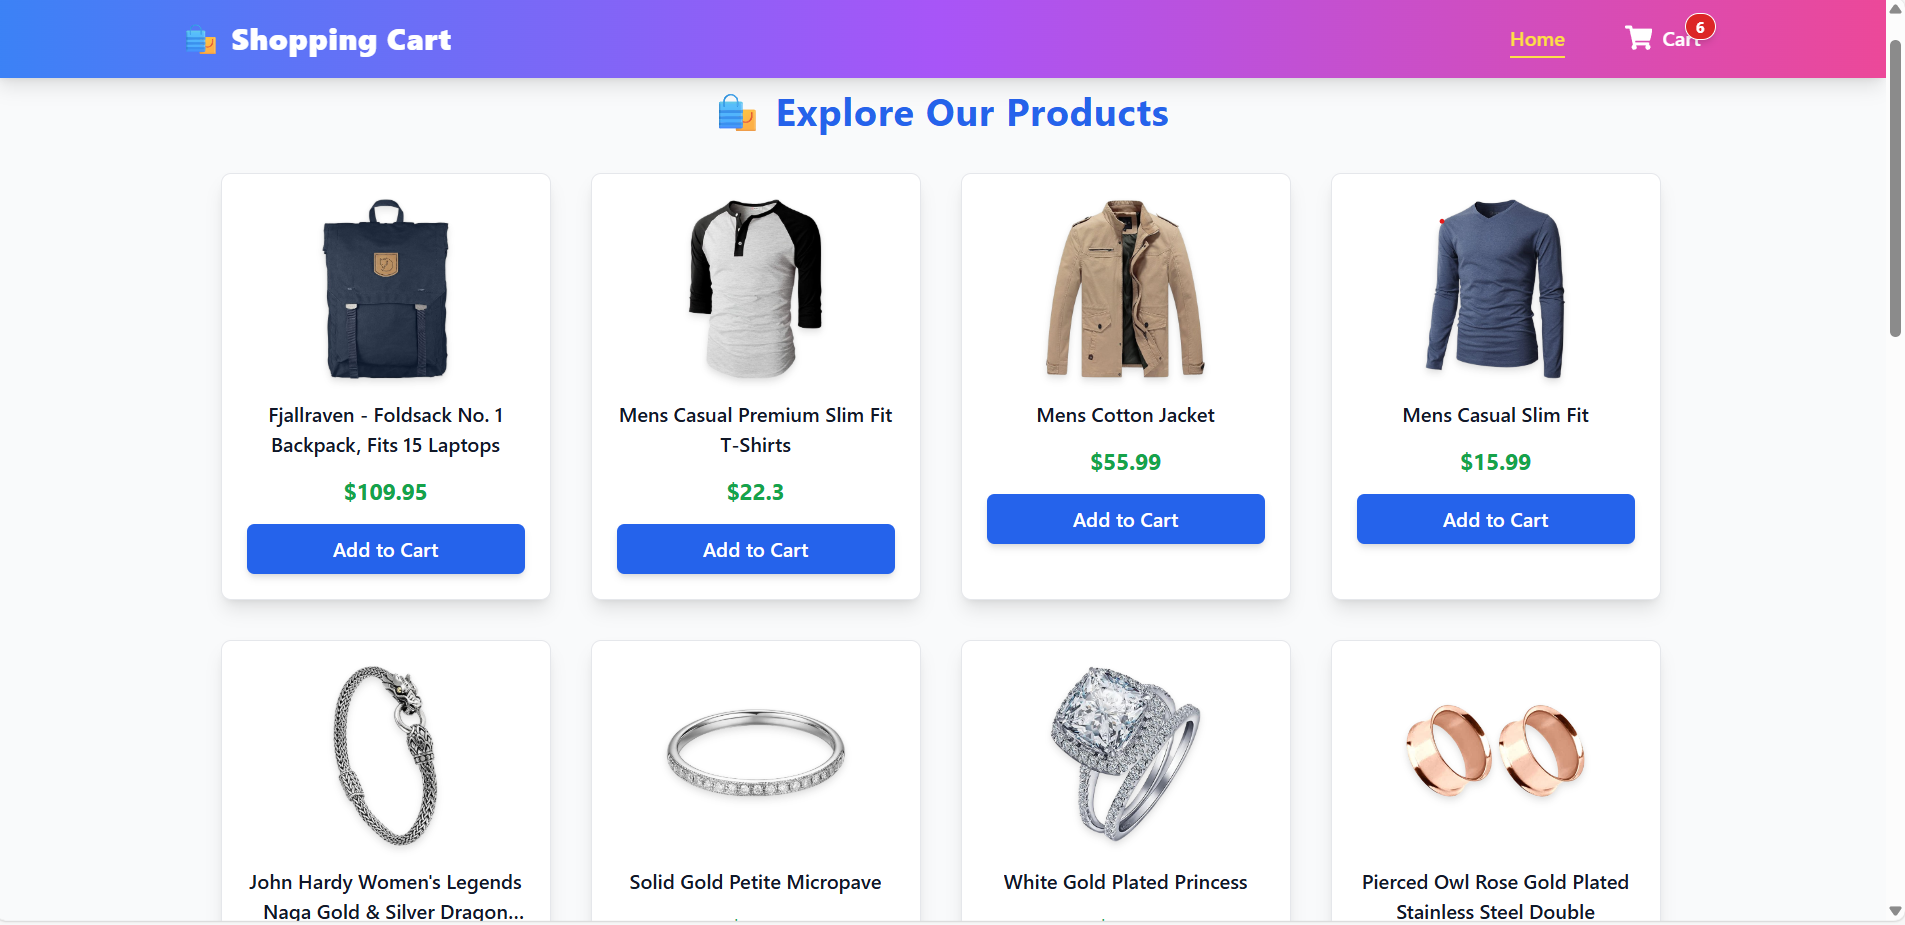 Shopping Cart
Home
Cart
6
Explore Our Products
Fjallraven - Foldsack No. 1
Backpack, Fits 15 Laptops
$109.95
Add to Cart
Mens Casual Premium Slim Fit
T-Shirts
$22.3
Add to Cart
Mens Cotton Jacket
$55.99
Add to Cart
Mens Casual Slim Fit
$15.99
Add to Cart
John Hardy Women's Legends
Naga Gold & Silver Dragon...
Solid Gold Petite Micropave
White Gold Plated Princess
Pierced Owl Rose Gold Plated
Stainless Steel Double